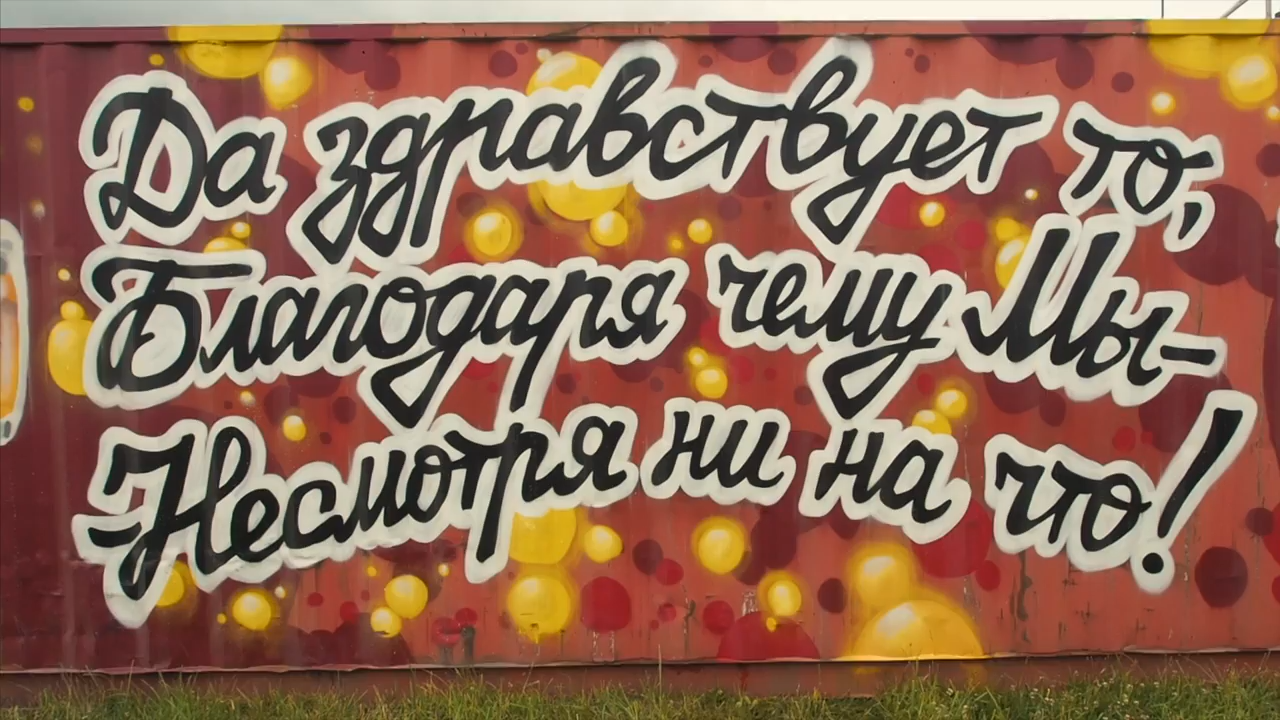 Да здравствует то,
Благодаря чему Мы-
Несмотря ни на что!